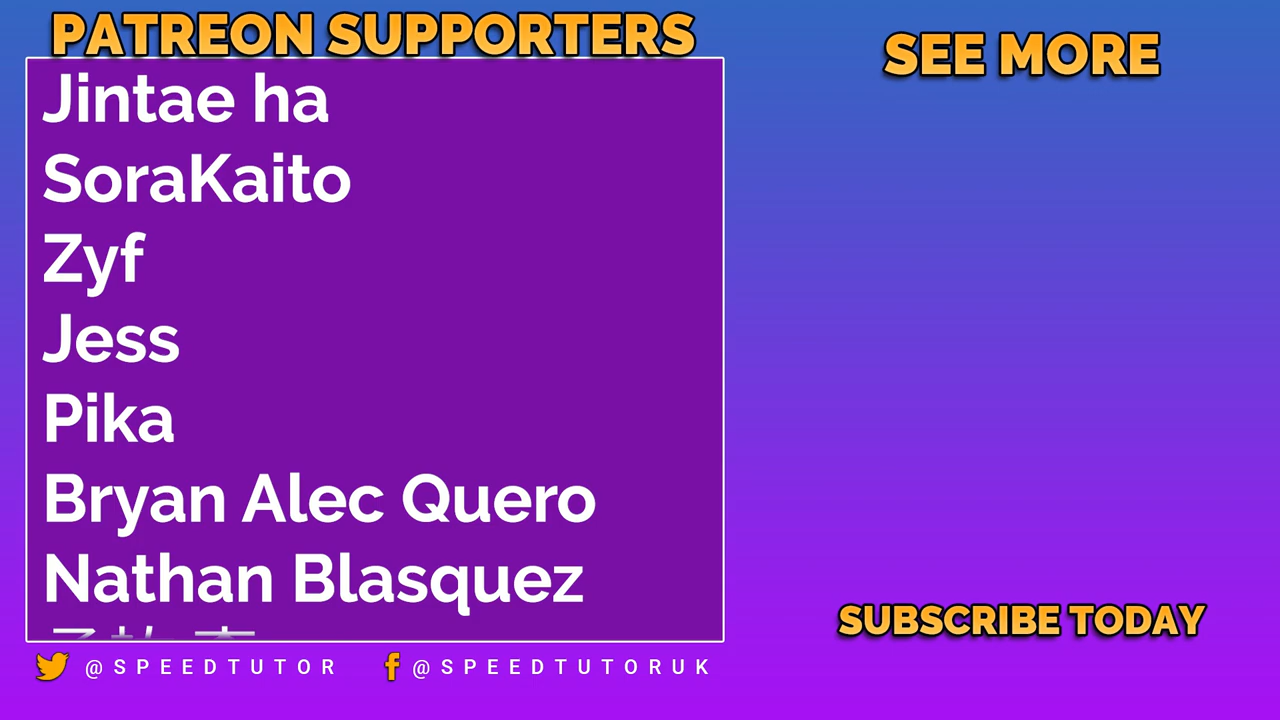 PATREON SUPPORTERS
Jintae ha
SoraKaito
Zyf
Jess
Pika
Bryan Alec Quero
Nathan Blasquez
@SPEEDTUTOR
@SPEEDTUTORUK
SEE MORE
SUBSCRIBE TODAY